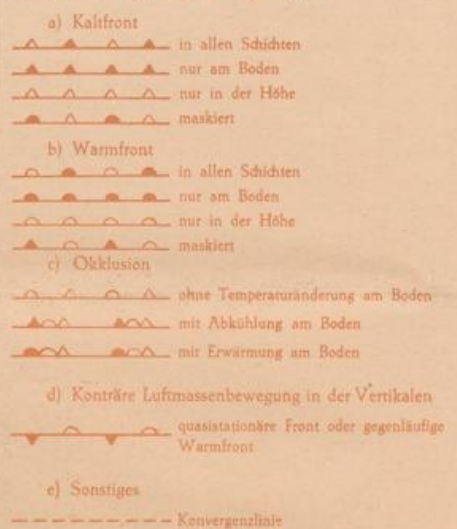 a) Kaltfront
in allen Schichten
nur am Boden
nur in der Höhe
maskiert
b) Warmfront
in allen Schichten
nur am Boden
nur in der Höhe
maskiert
c) Okklusion
ohne Temperaturänderung am Boden
mit Abkühlung am Boden
mit Erwärmung am Boden
d) Konträre Luftmassenbewegung in der Vertikalen
quasistationäre Front oder gegenläufige
Warmfront
e) Sonstiges
Konvergenzlinie